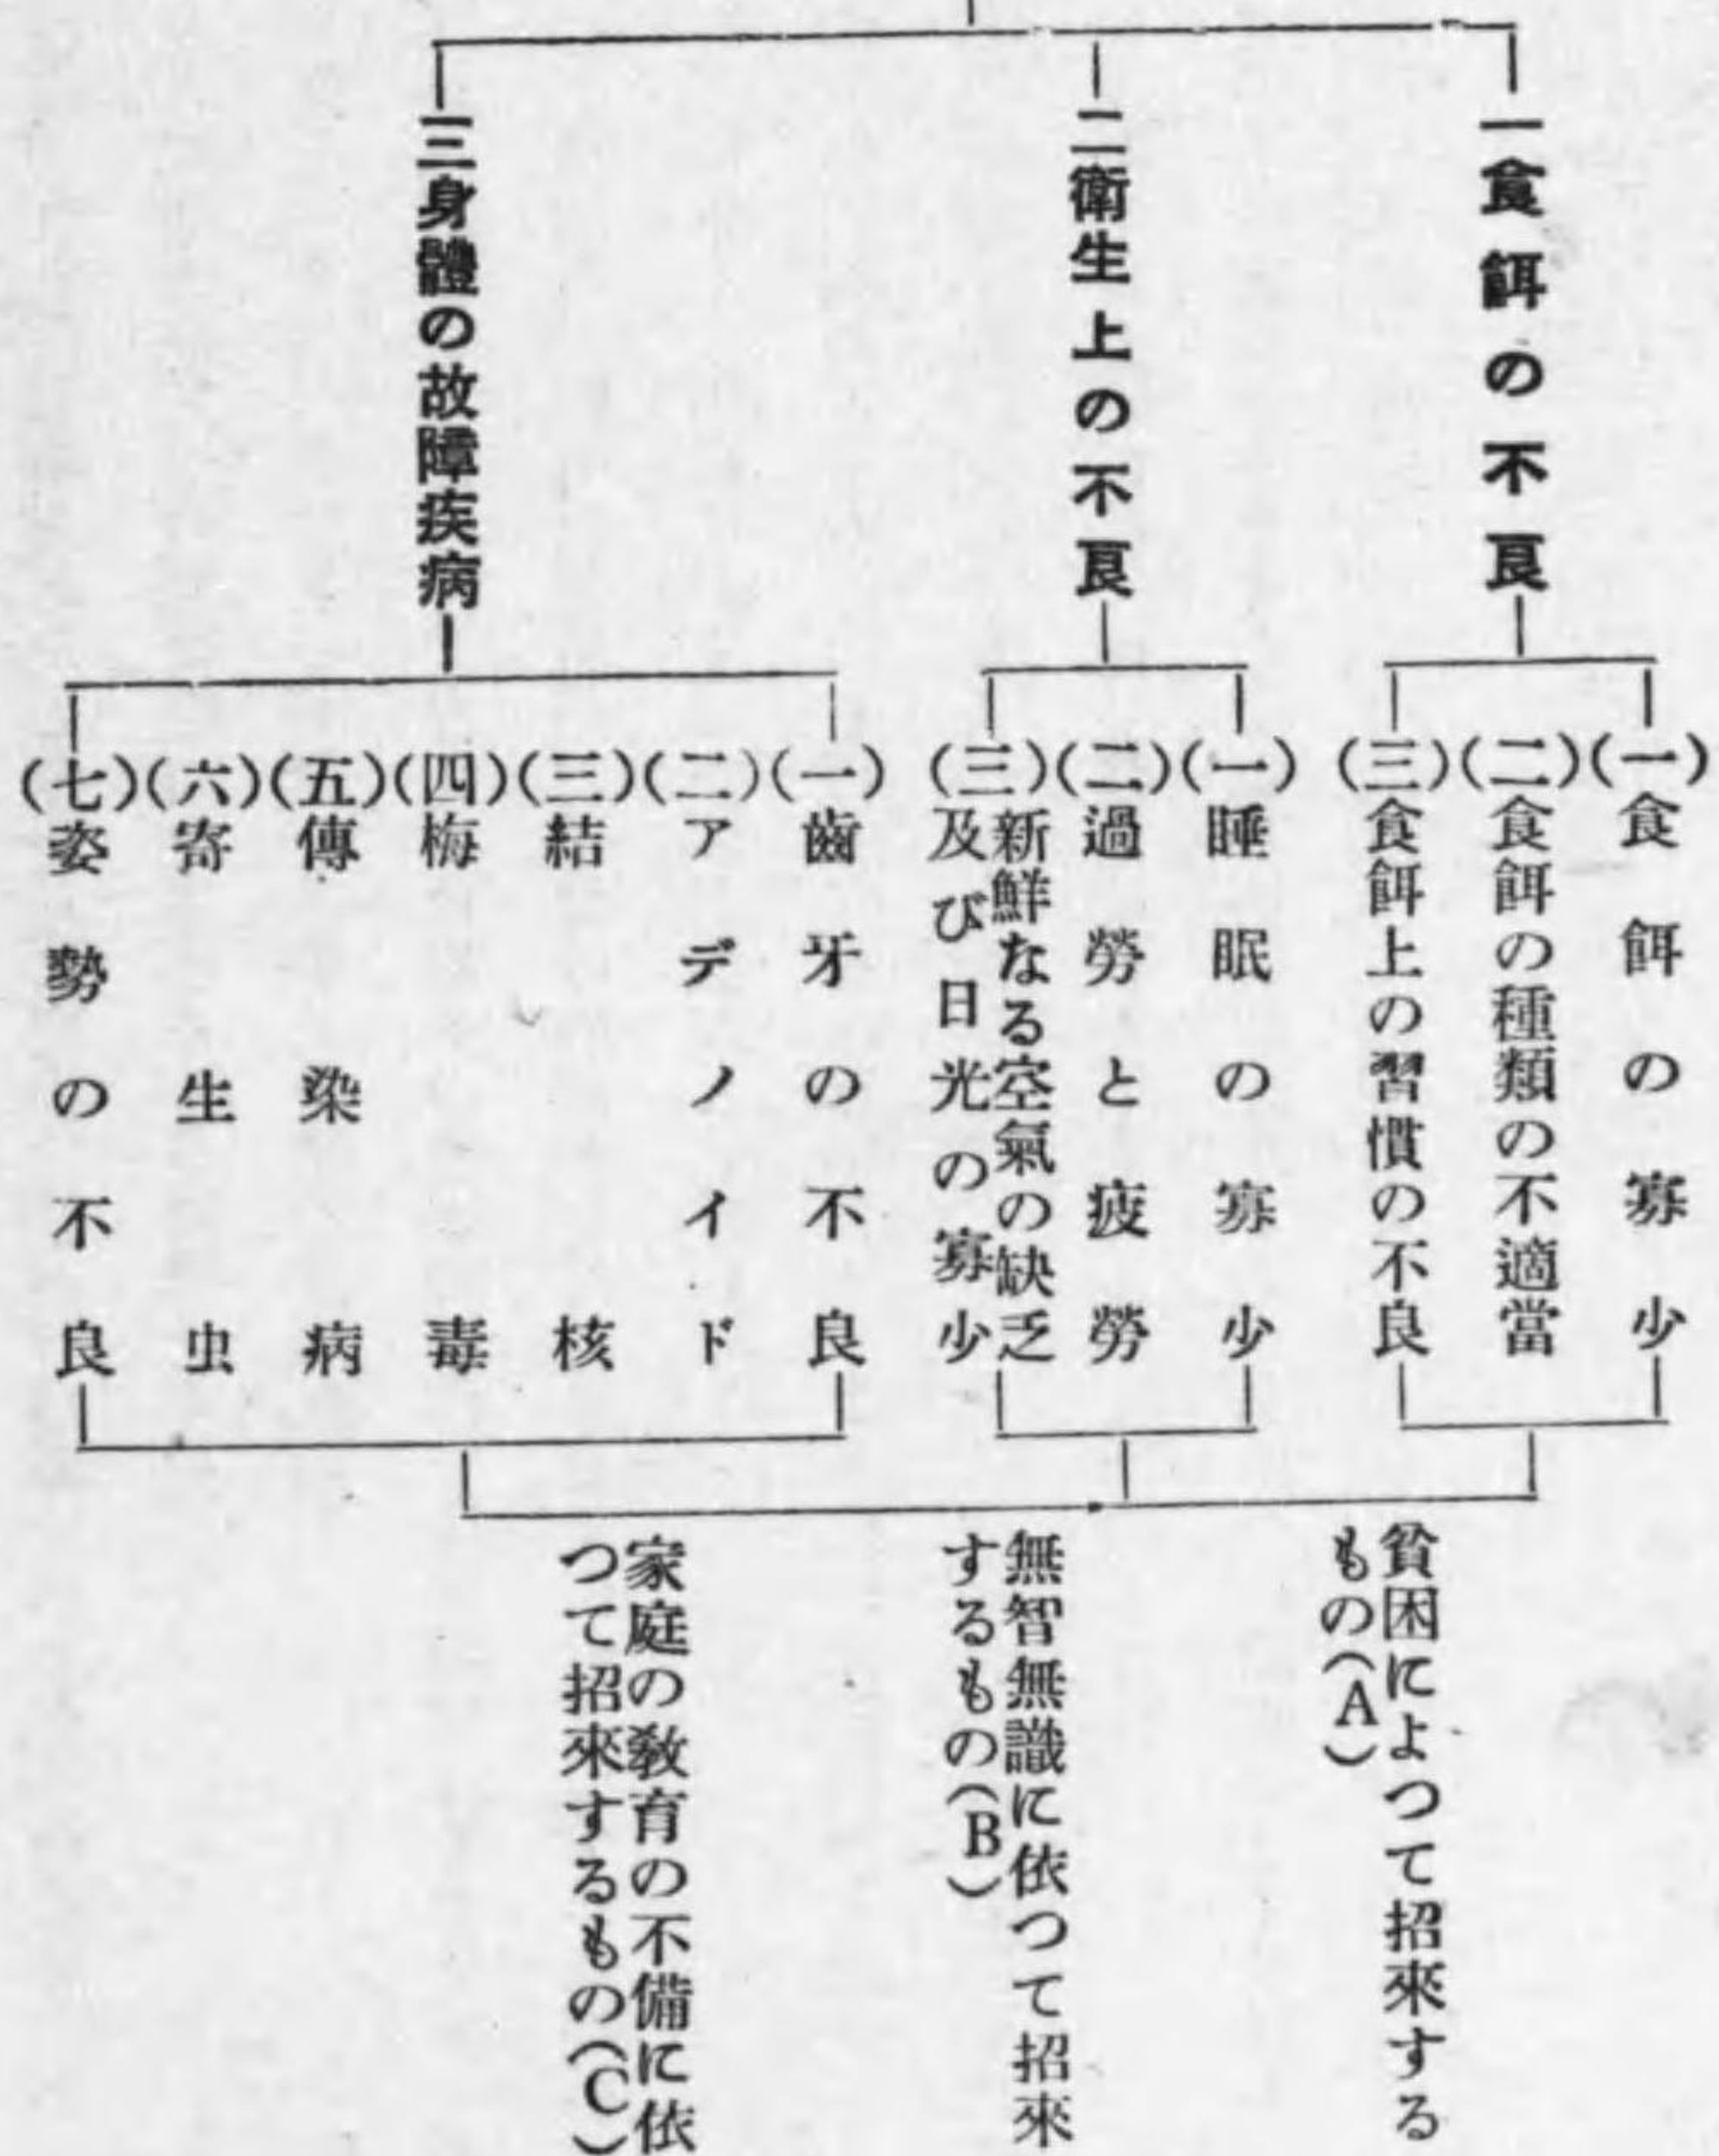 一食餌の不良
二衛生上の不良
三身體の故障疾病
(一)食餌の寡少
(二)食餌の種類の不適當
(三)食餌上の習慣の不良
(一)睡眠の寡少
(二)過勞と疲勞
(三)新鮮なる空氣の缺乏
及び日光の寡少
(一)齒牙の不良
(二)アデノイド
(三)結核
(四)梅毒
(五)傳染病
(六)寄生虫
(七)姿勢の不良
貧困によつて招來する
もの(A)
無智無識に依つて招來
するもの(B)
家庭の教育の不備に依
つて招來するもの(C)